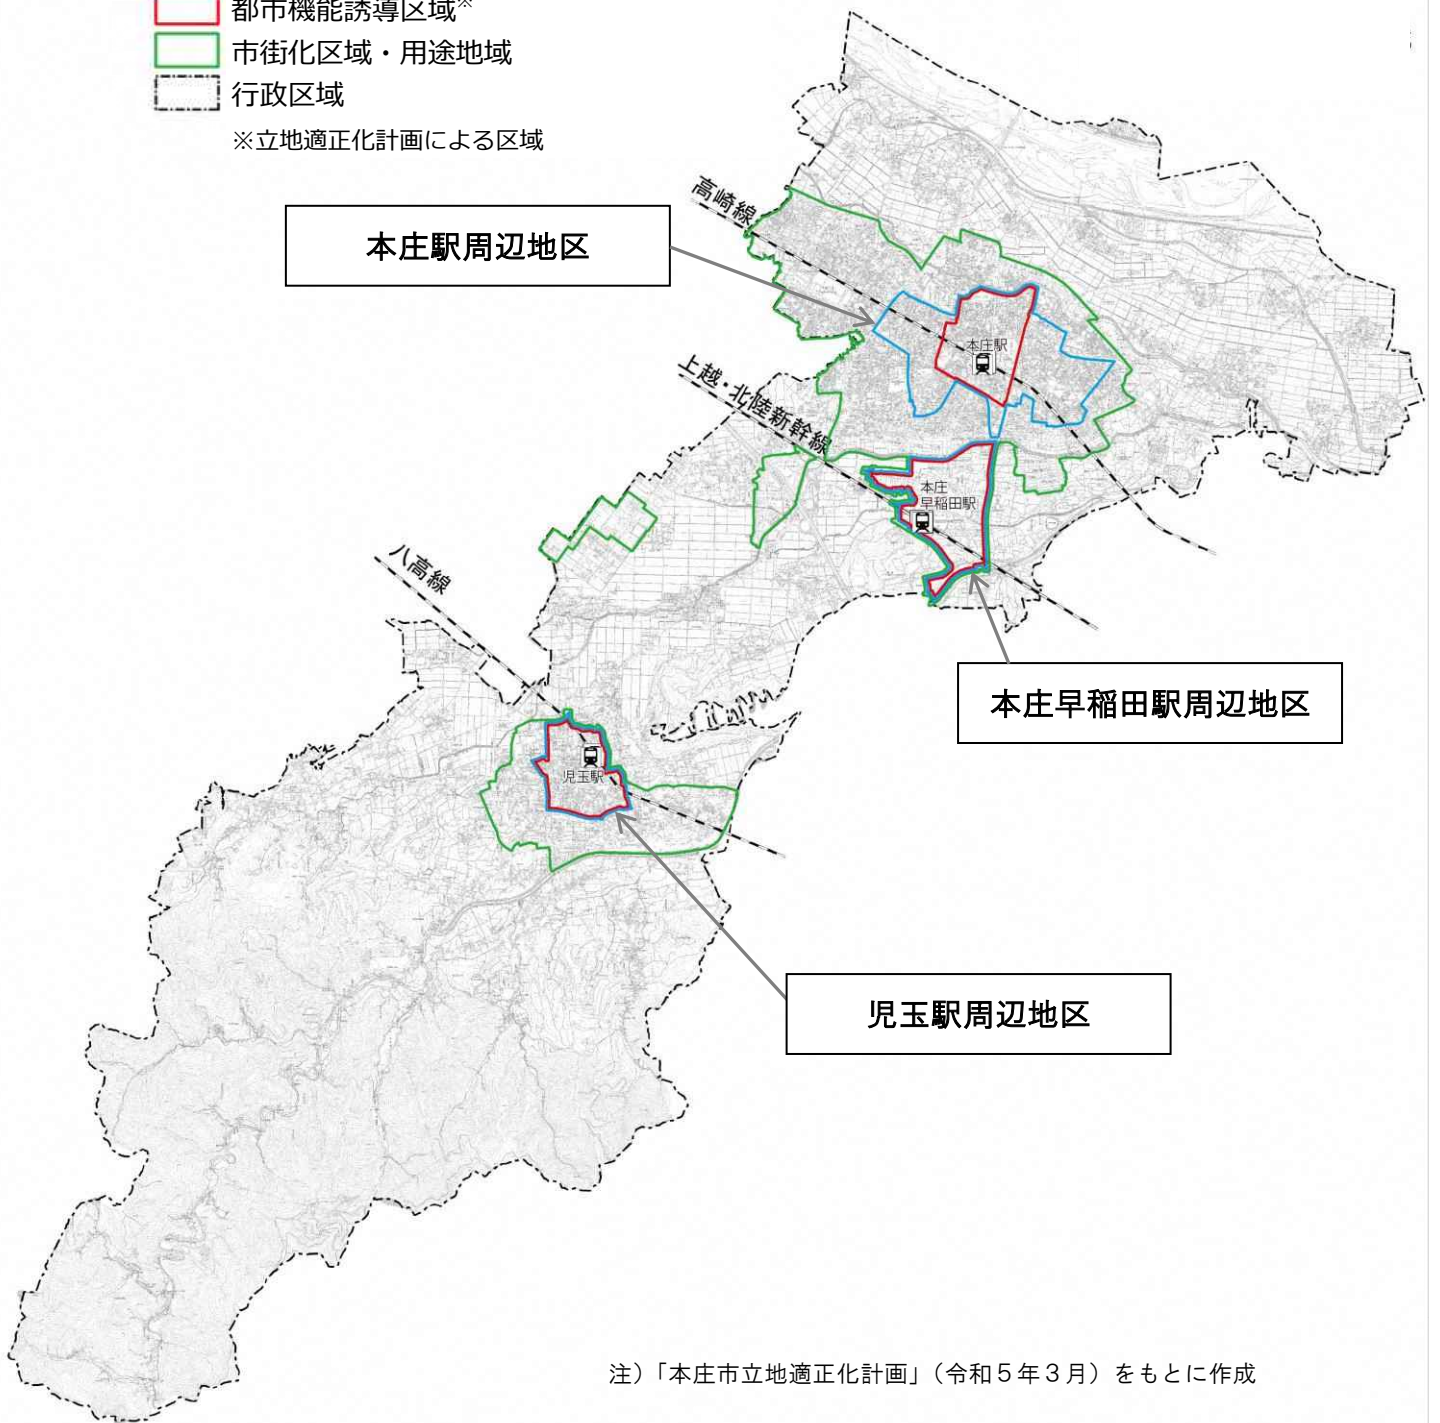 都市機能誘導区域※
市街化区域・用途地域
行政区域
※立地適正化計画による区域
高崎線
本庄駅周辺地区
本庄駅
上越・北陸新幹線
本庄
早稲田駅
八高線
本庄早稲田駅周辺地区
児玉駅
児玉駅周辺地区
注）「本庄市立地適正化計画」（令和５年３月）をもとに作成